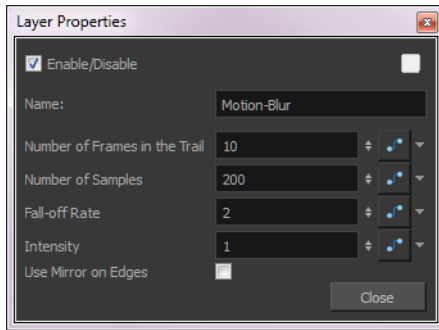 Layer Properties
Enable/Disable
Name: Motion-Blur
Number of Frames in the Trail 10
Number of Samples 200
Fall-off Rate 2
Intensity 1
Use Mirror on Edges
Close